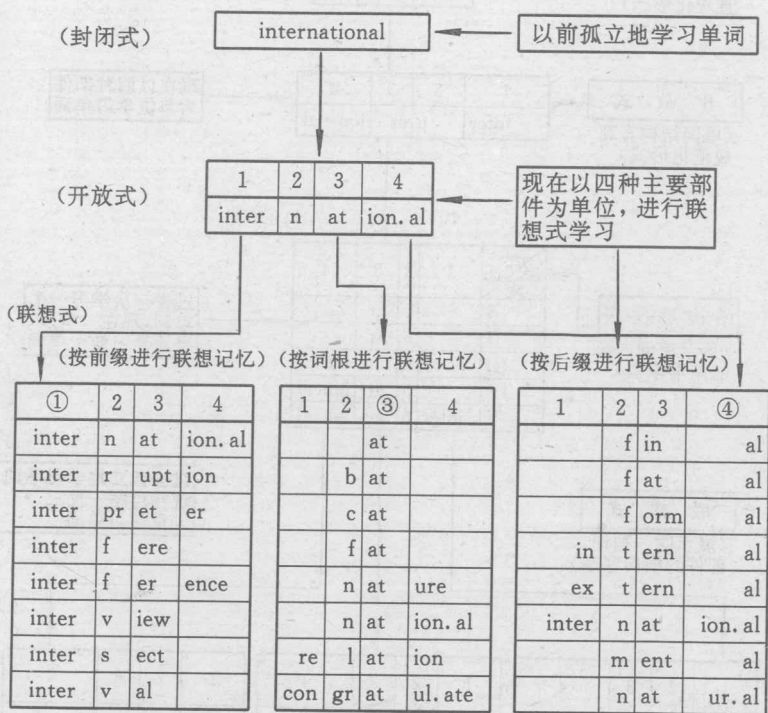 (封闭式) international 以前孤立地学习单词
(开放式)
1 2 3 4
inter n at ion.al
现在以四种主要部
件为单位，进行联
想式学习
(联想式)
(按前缀进行联想记忆)
① 2 3 4
inter n at ion.al
inter r upt ion
inter pr et er
inter f ere
inter f er ence
inter v iew
inter s ect
inter v al
(按词根进行联想记忆)
1 2 ③ 4
at
b at
c at
f at
n at ure
n at ion.al
re l at ion
con gr at ul.ate
(按后缀进行联想记忆)
1 2 3 ④
f in al
f at al
f orm al
in t ern al
ex t ern al
inter n at ion.al
m ent al
n at ur.al